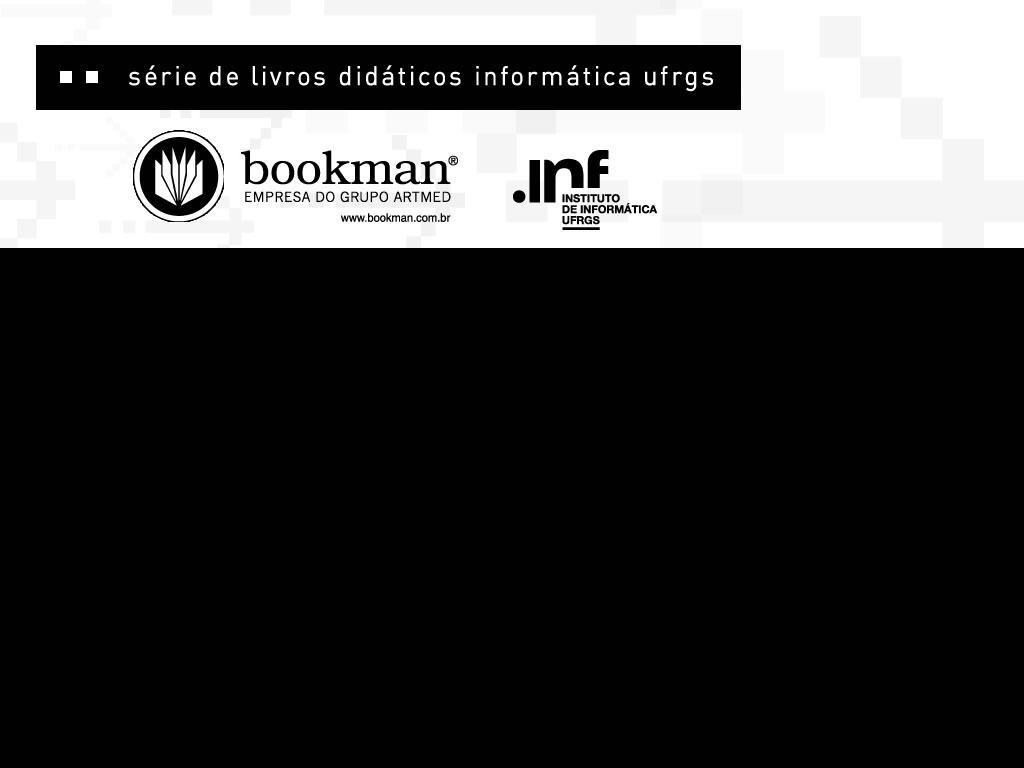 série de livros didáticos informática ufrgs
bookman®
EMPRESA DO GRUPO ARTMED
www.bookman.com.br
.inf
INSTITUTO
DE INFORMÁTICA
UFRGS